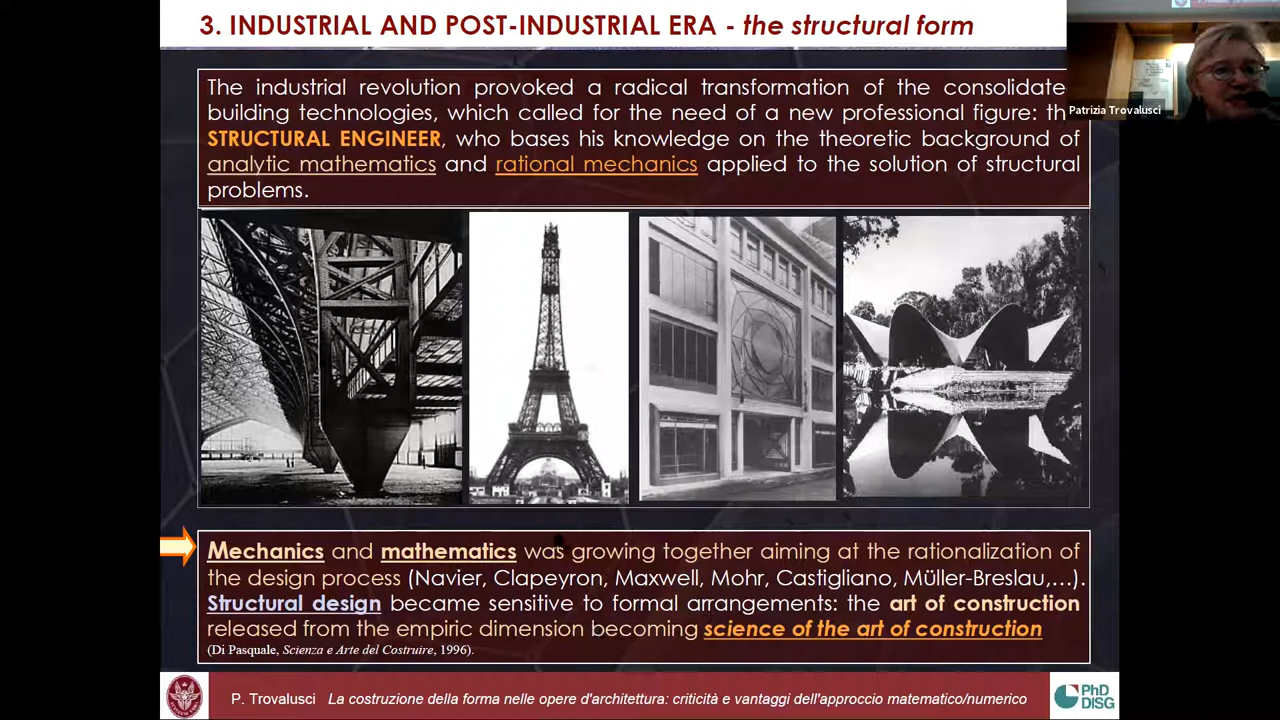 3. INDUSTRIAL AND POST-INDUSTRIAL ERA - the structural form
The industrial revolution provoked a radical transformation of the consolidate
building technologies, which called for the need of a new professional figure: th
STRUCTURAL ENGINEER, who bases his knowledge on the theoretic background of
analytic mathematics and rational mechanics applied to the solution of structural
problems.
Patrizia Trovalusci
Mechanics and mathematics was growing together aiming at the rationalization of
the design process (Navier, Clapeyron, Maxwell, Mohr, Castigliano, Müller-Breslau,...).
Structural design became sensitive to formal arrangements: the art of construction
released from the empiric dimension becoming science of the art of construction
(Di Pasquale, Scienza e Arte del Costruire, 1996).
P. Trovalusci La costruzione della forma nelle opere d'architettura: criticità e vantaggi dell'approccio matematico/numerico
PhD
DISG